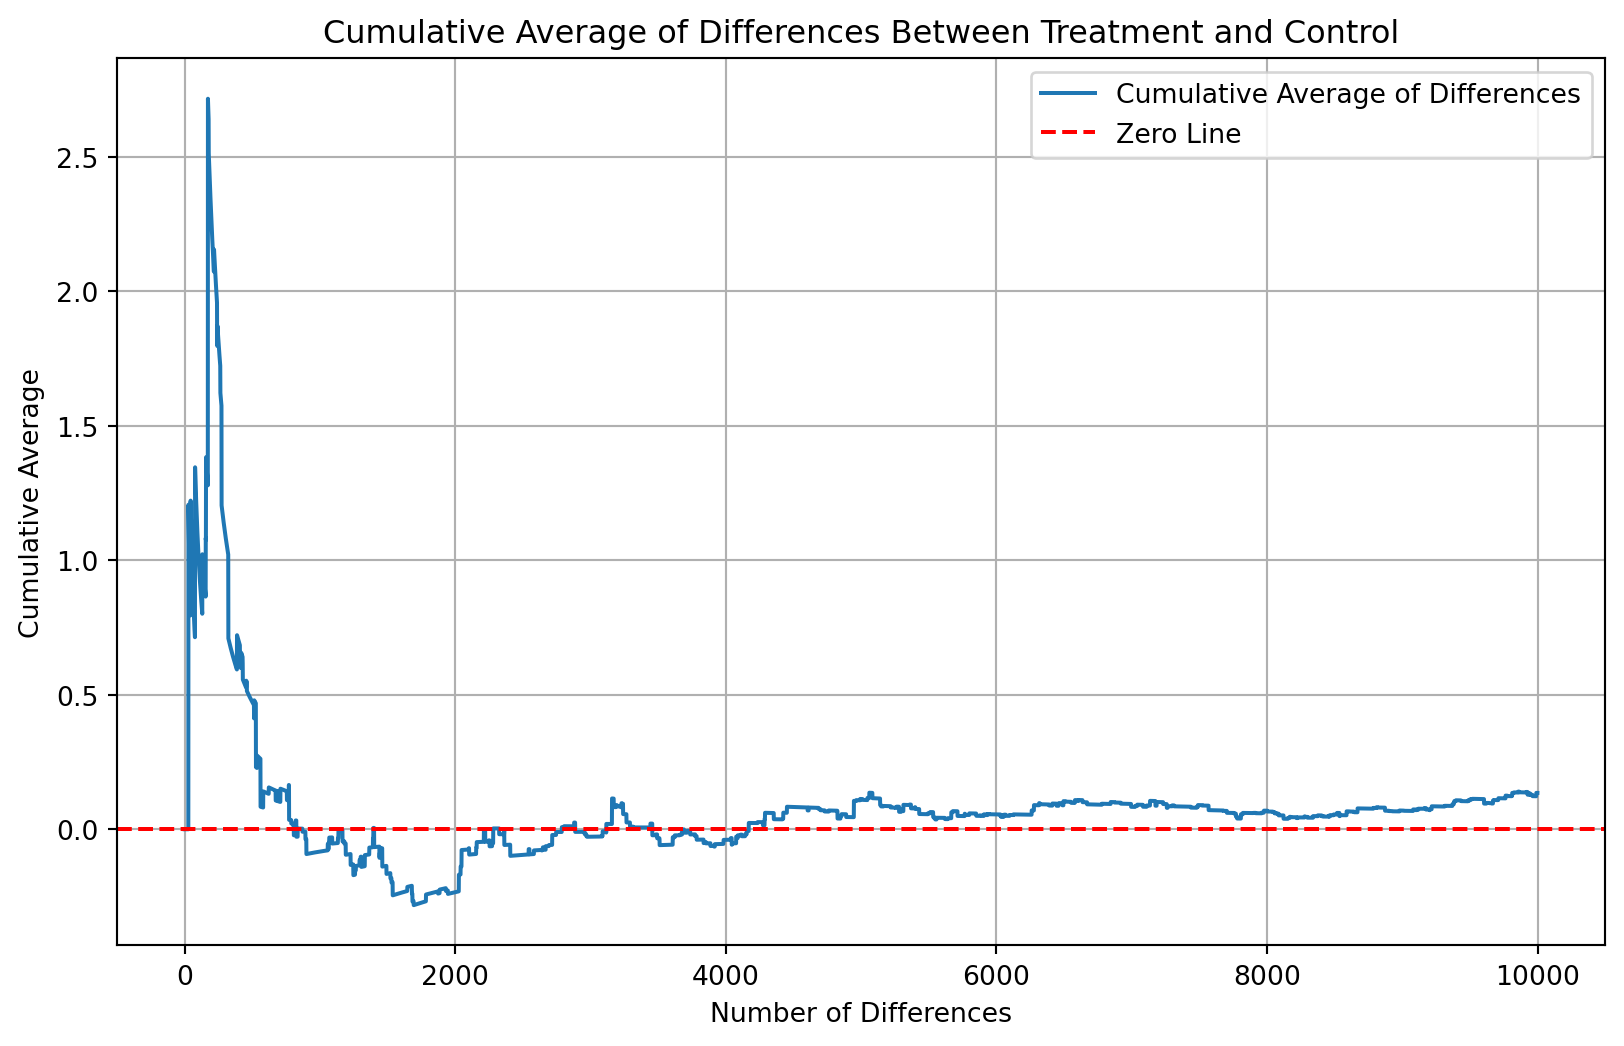 Cumulative Average of Differences Between Treatment and Control
Cumulative Average of Differences
Zero Line
Cumulative Average
2.5
2.0
1.5
1.0
0.5
0.0
0
2000
4000
6000
8000
10000
Number of Differences